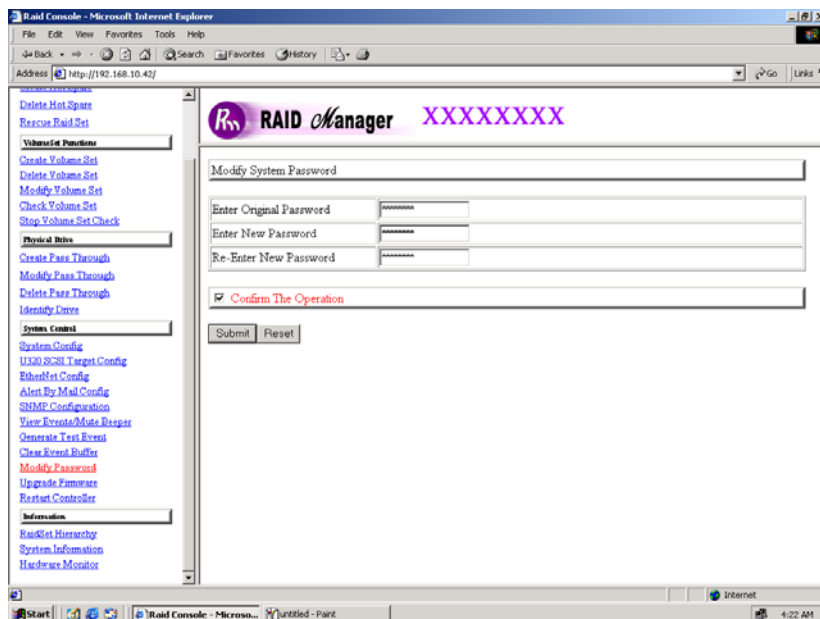 Raid Console - Microsoft Internet Explorer
File Edit View Favorites Tools Help
Back Search Favorites History
Address http://192.168.10.42/ Go Links
Create Hot Spare
Delete Hot Spare
Rescue Raid Set
VolumeSet Functions
Create Volume Set
Delete Volume Set
Modify Volume Set
Check Volume Set
Stop Volume Set Check
Physical Drive
Create Pass Through
Modify Pass Through
Delete Pass Through
Identify Drive
System Control
System Config
U320 SCSI Target Config
EtherNet Config
Alert By Mail Config
SNMP Configuration
View Events/Mute Beeper
Generate Test Event
Clear Event Buffer
Modify Password
Upgrade Firmware
Restart Controller
Information
RaidSet Hierarchy
System Information
Hardware Monitor
Rm RAID Manager XXXXXXXX
Modify System Password
Enter Original Password ********
Enter New Password ********
Re-Enter New Password ********
Confirm The Operation
Submit Reset
Internet
Start Raid Console - Microso... untitled - Paint 4:22 AM